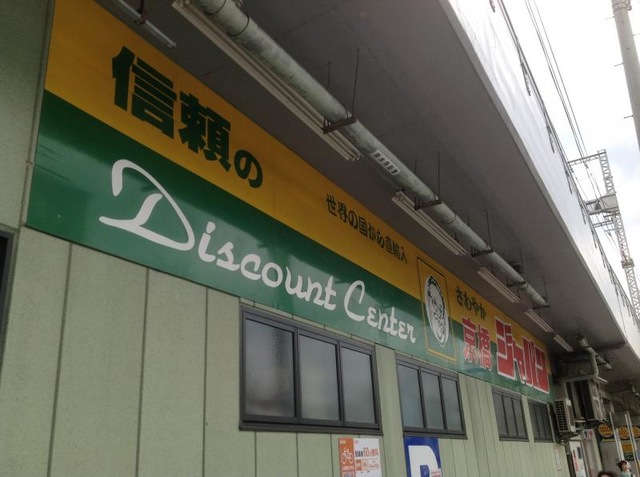 信頼の
世界の国から直輸入
Discount Center
さわやか
京橋
ジャパン
P